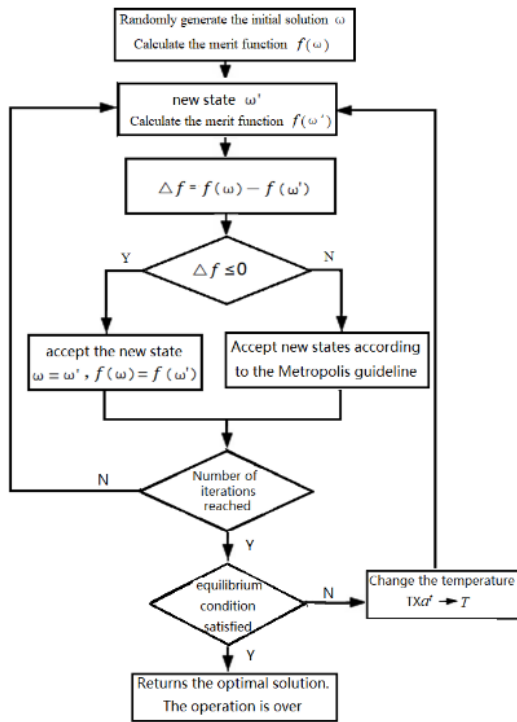 Randomly generate the initial solution ω
Calculate the merit function f(ω)
new state ω'
Calculate the merit function f(ω')
△f = f(ω) − f(ω')
Y
N
△f ≤0
accept the new state
ω = ω' , f(ω) = f(ω')
Accept new states according
to the Metropolis guideline
N
Number of
iterations
reached
Y
equilibrium
condition
satisfied
N
Change the temperature
TXαᵗ → T
Y
Returns the optimal solution.
The operation is over